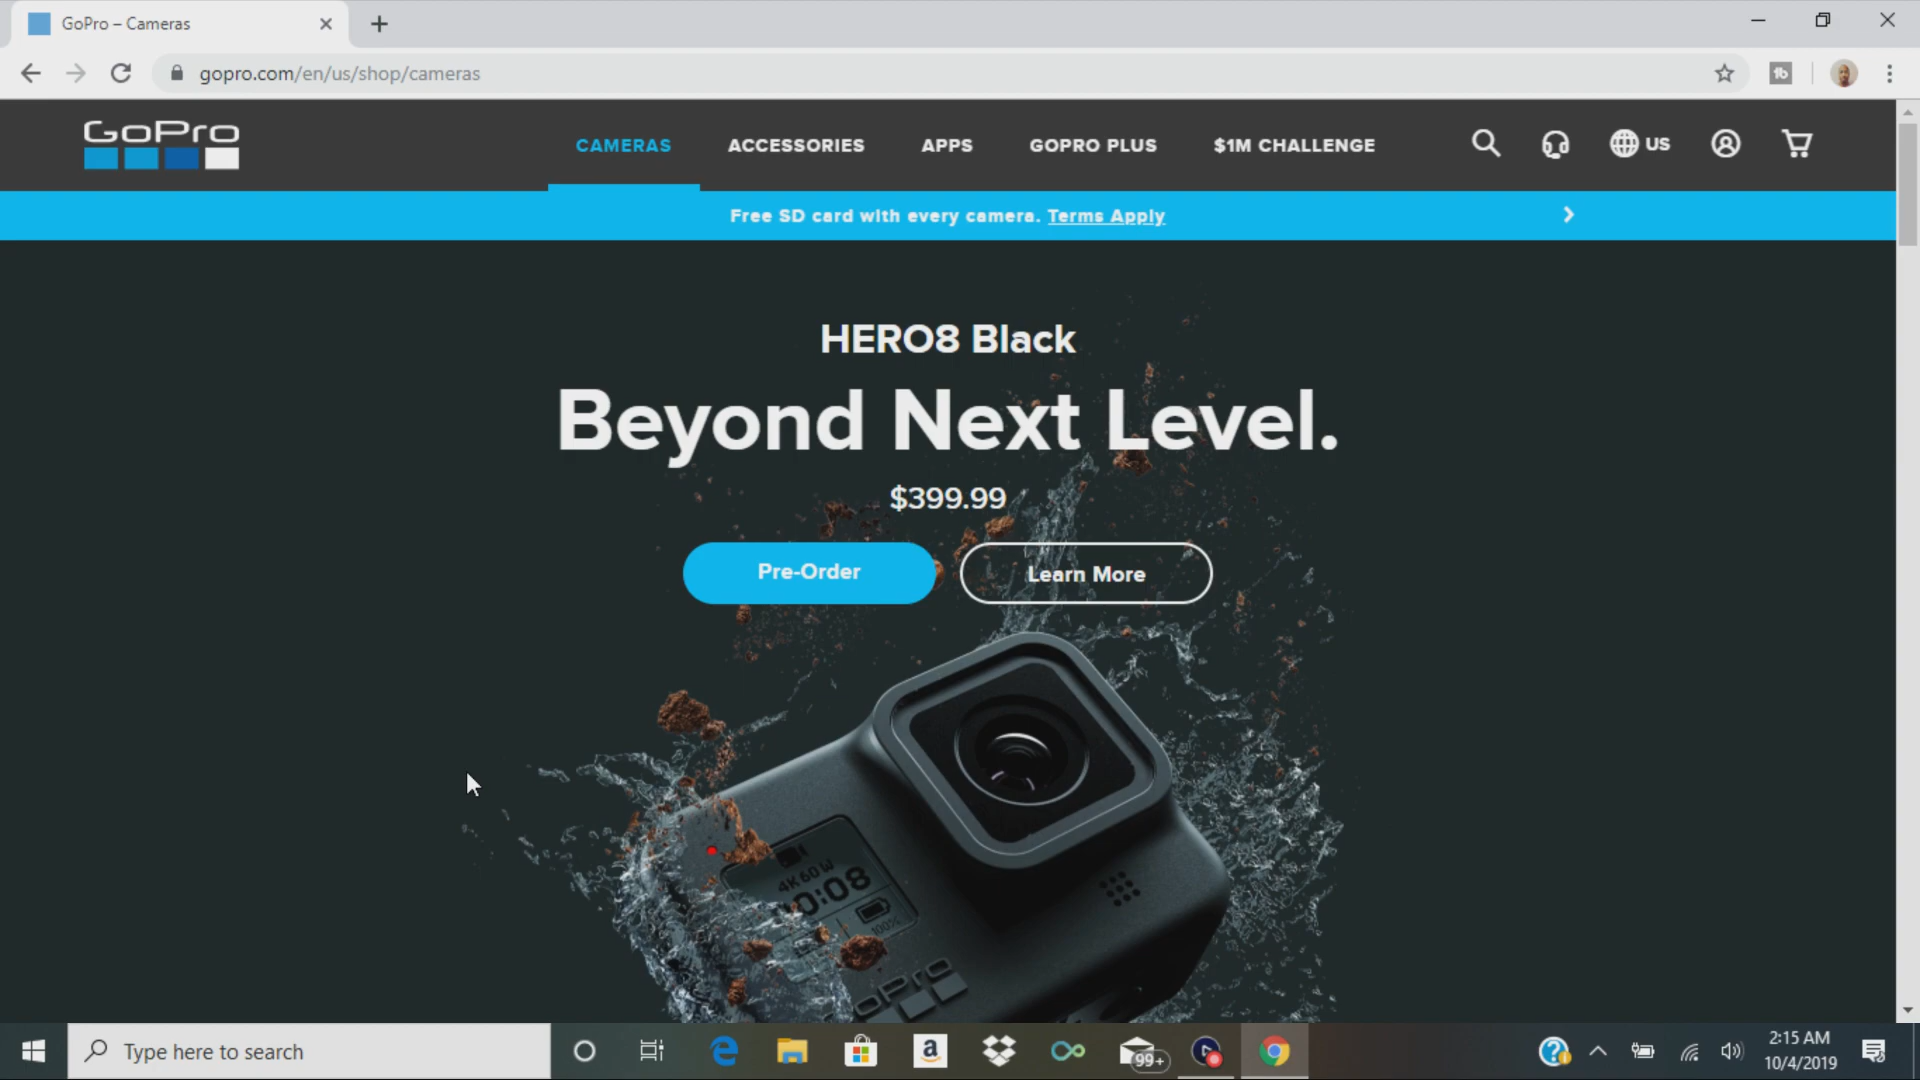 GoPro – Cameras
gopro.com/en/us/shop/cameras
GoPro
CAMERAS
ACCESSORIES
APPS
GOPRO PLUS
$1M CHALLENGE
US
Free SD card with every camera. Terms Apply
HERO8 Black
Beyond Next Level.
$399.99
Pre-Order
Learn More
4K 60 W
0:08
100%
GoPro
Type here to search
99+
2:15 AM
10/4/2019